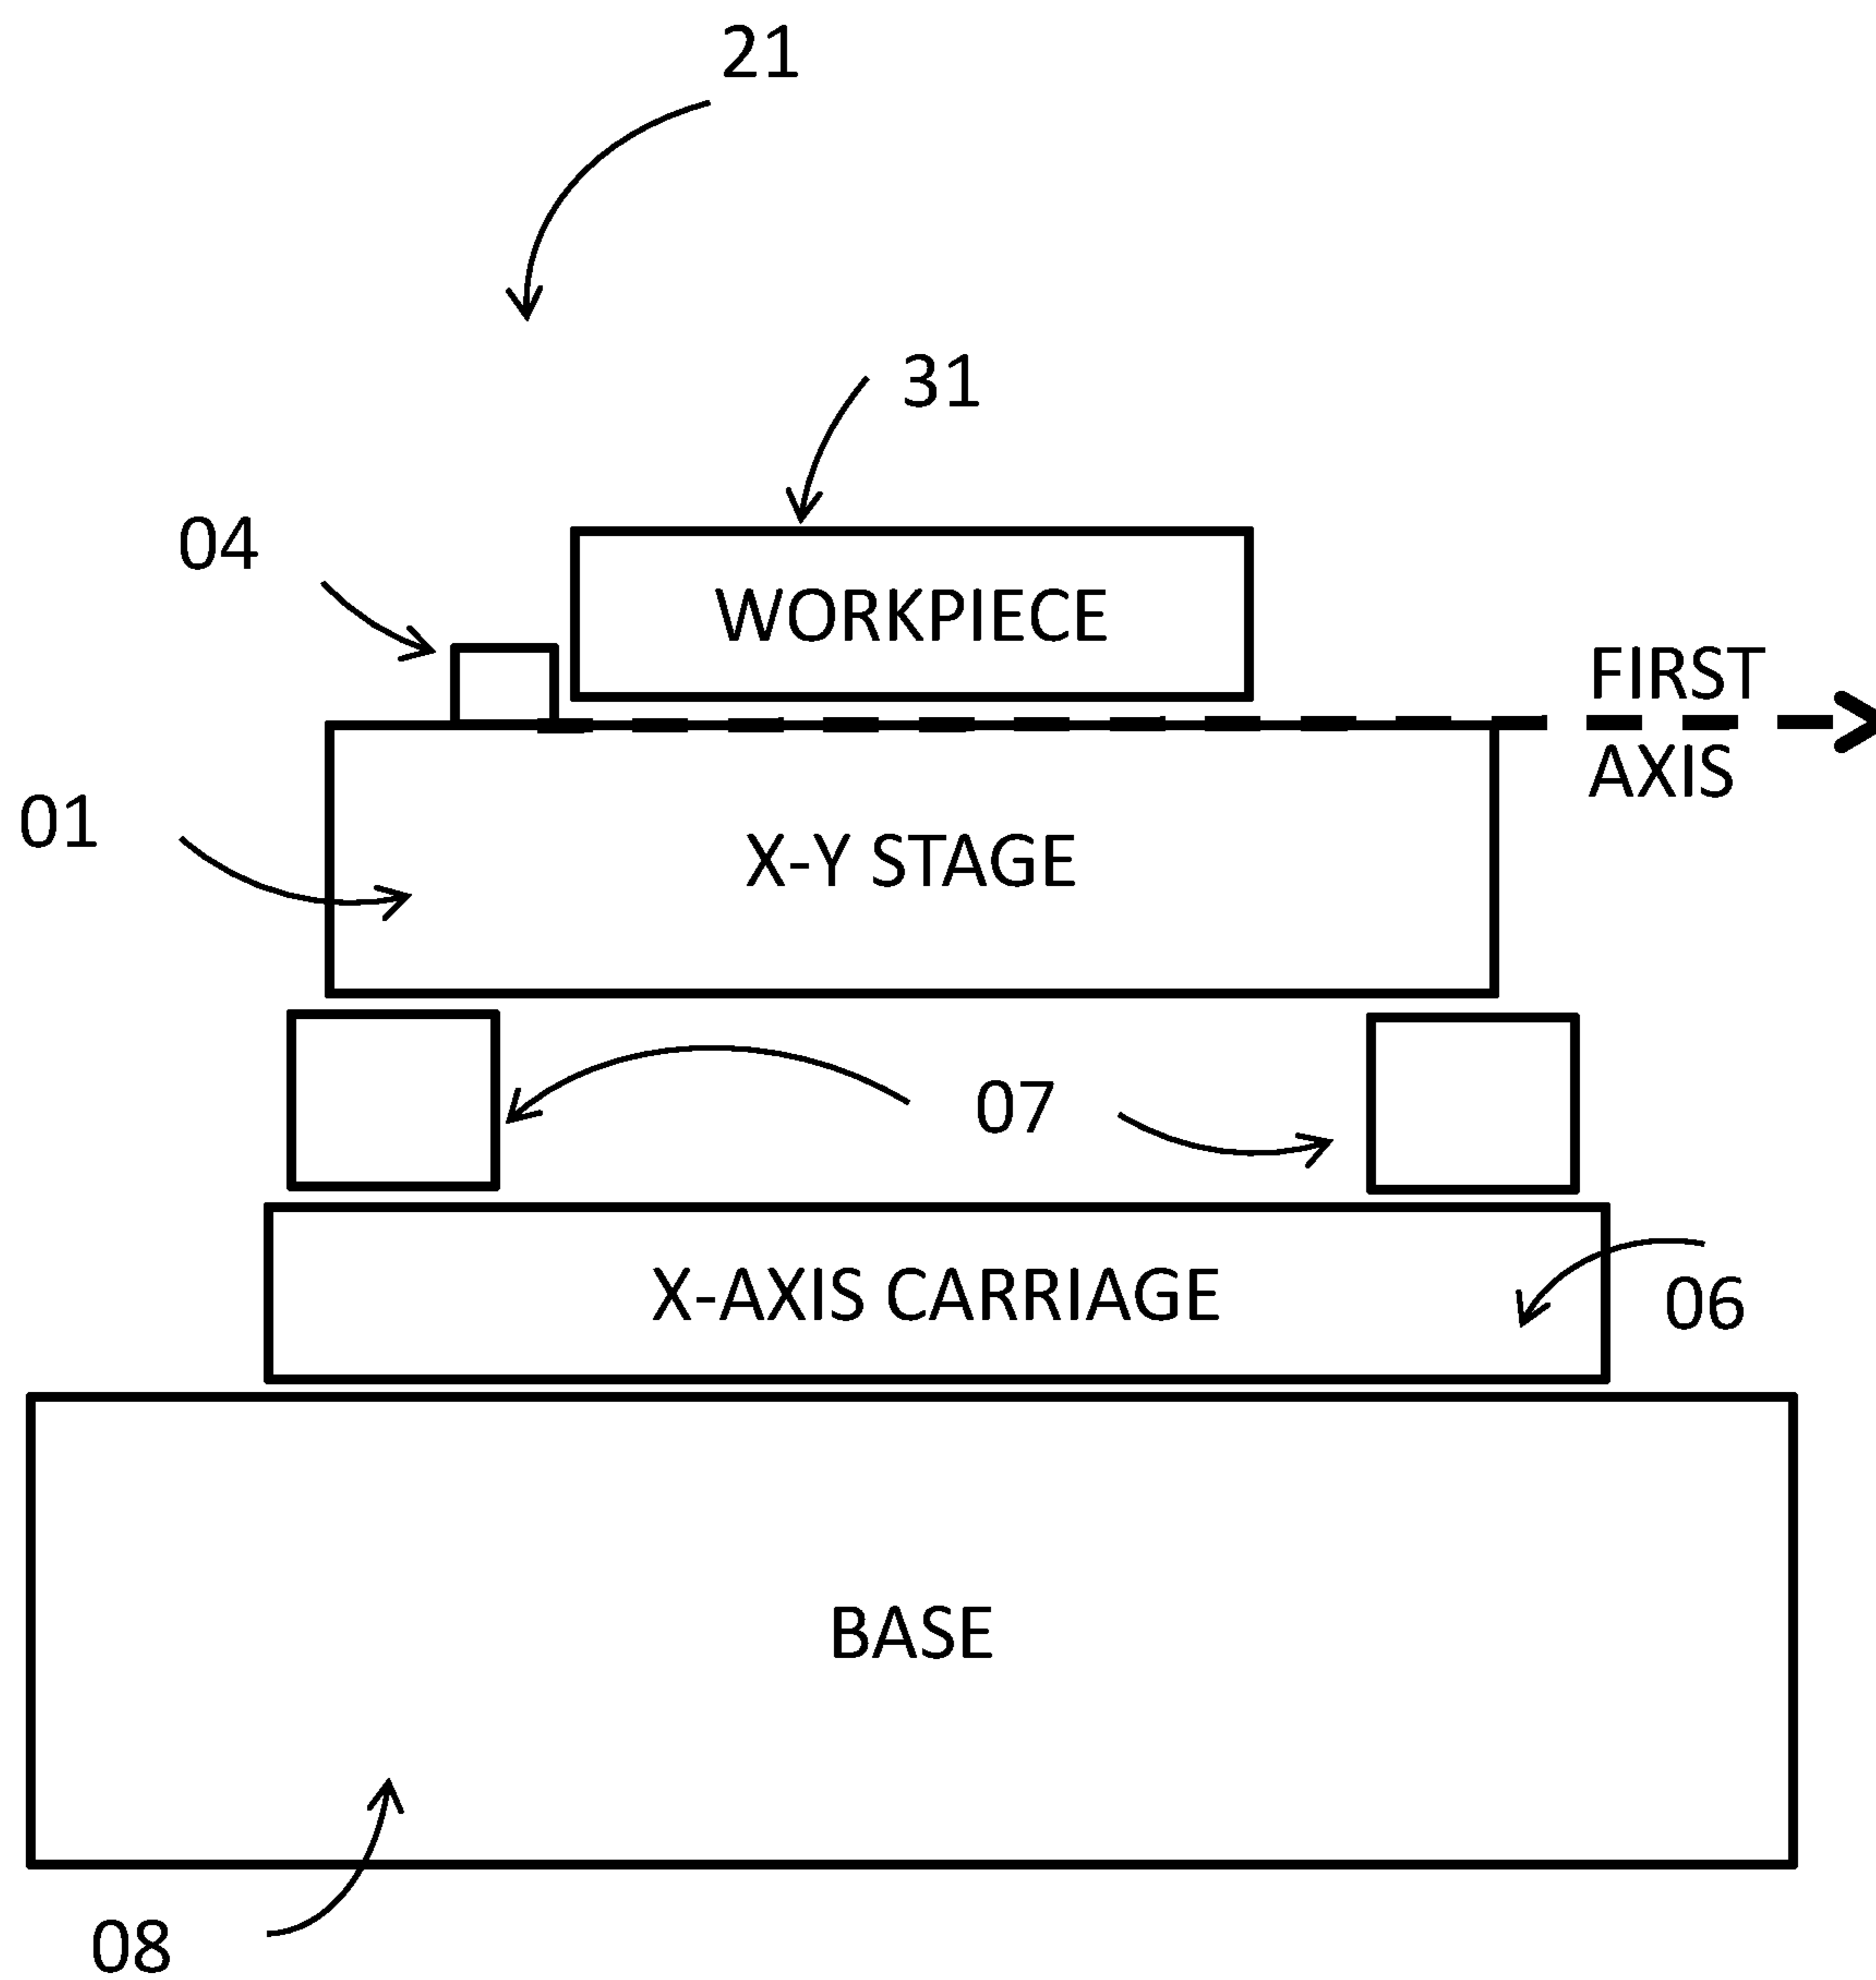 21
31
04
WORKPIECE
FIRST
AXIS
01
X-Y STAGE
07
X-AXIS CARRIAGE
06
BASE
08